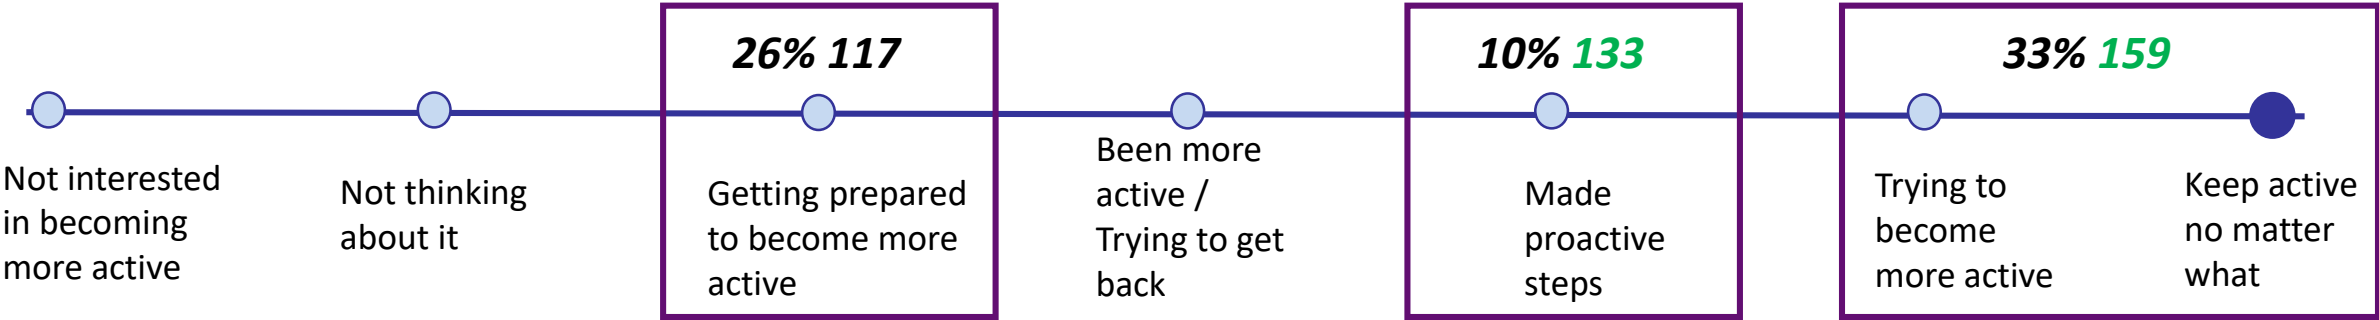 26% 117
10% 133
33% 159
Not interested
in becoming
more active
Not thinking
about it
Getting prepared
to become more
active
Been more
active /
Trying to get
back
Made
proactive
steps
Trying to
become
more active
Keep active
no matter
what